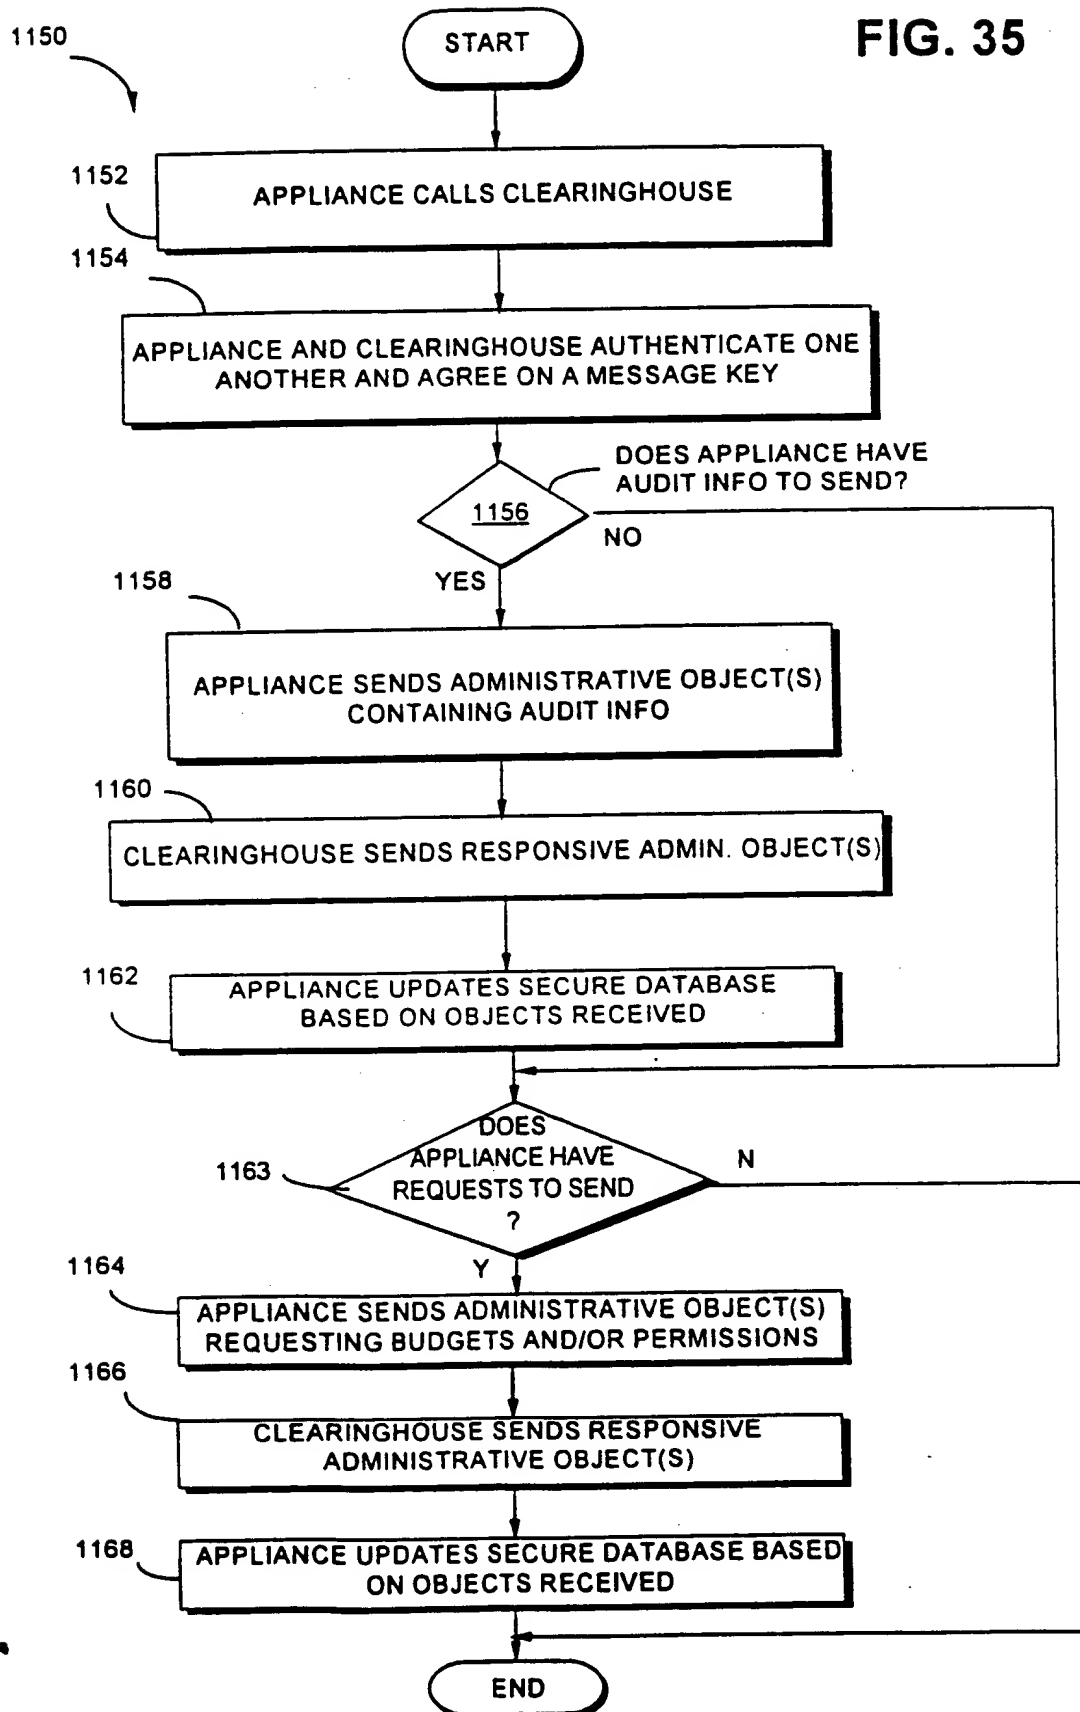 1150
START
FIG. 35
1152
APPLIANCE CALLS CLEARINGHOUSE
1154
APPLIANCE AND CLEARINGHOUSE AUTHENTICATE ONE
ANOTHER AND AGREE ON A MESSAGE KEY
DOES APPLIANCE HAVE
AUDIT INFO TO SEND?
1156
NO
YES
1158
APPLIANCE SENDS ADMINISTRATIVE OBJECT(S)
CONTAINING AUDIT INFO
1160
CLEARINGHOUSE SENDS RESPONSIVE ADMIN. OBJECT(S)
1162
APPLIANCE UPDATES SECURE DATABASE
BASED ON OBJECTS RECEIVED
1163
DOES
APPLIANCE HAVE
REQUESTS TO SEND
?
N
Y
1164
APPLIANCE SENDS ADMINISTRATIVE OBJECT(S)
REQUESTING BUDGETS AND/OR PERMISSIONS
1166
CLEARINGHOUSE SENDS RESPONSIVE
ADMINISTRATIVE OBJECT(S)
1168
APPLIANCE UPDATES SECURE DATABASE BASED
ON OBJECTS RECEIVED
END